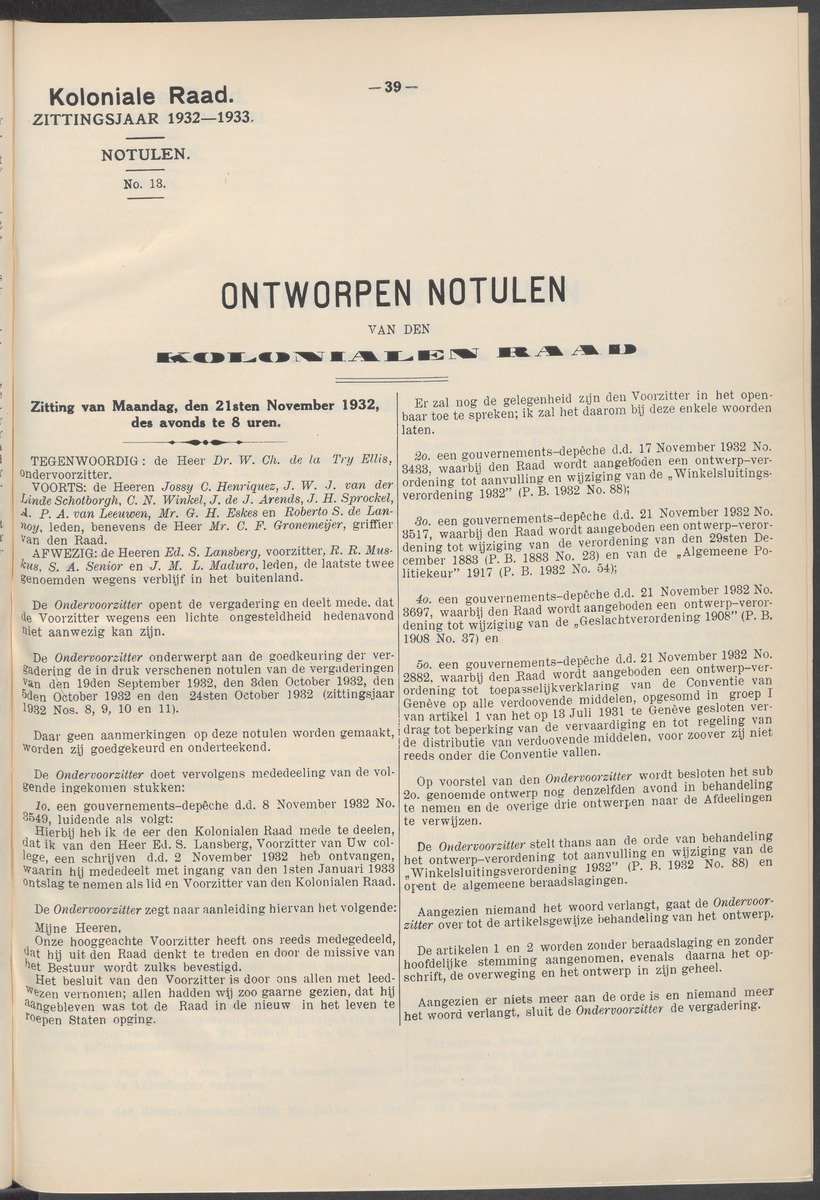 Koloniale Raad.
ZITTINGSJAAR 1932—1933.
NOTULEN.
No. 13.
— 39 —
ONTWORPEN NOTULEN
VAN DEN
KOLONIALEN RAAD
Zitting van Maandag, den 21sten November 1932,
des avonds te 8 uren.
TEGENWOORDIG: de Heer Dr. W. Ch. de la Try Ellis,
ondervoorzitter.
VOORTS: de Heeren Jossy C. Henriquez, J. W. J. van der
Linde Schotborgh, C. N. Winkel, J. de J. Arends, J. H. Sprockel,
A. P. A. van Leeuwen, Mr. G. H. Eskes en Roberto S. de Lan-
noy, leden, benevens de Heer Mr. C. F. Gronemeijer, griffier
van den Raad.
AFWEZIG: de Heeren Ed. S. Lansberg, voorzitter, R. R. Mus-
kus, S. A. Senior en J. M. L. Maduro, leden, de laatste twee
genoemden wegens verblijf in het buitenland.
De Ondervoorzitter opent de vergadering en deelt mede. dat
de Voorzitter wegens een lichte ongesteldheid hedenavond
niet aanwezig kan zijn.
De Ondervoorzitter onderwerpt aan de goedkeuring der ver-
gadering de in druk verschenen notulen van de vergaderingen
van den 19den September 1932, den 3den October 1932, den
5den October 1932 en den 24sten October 1932 (zittingsjaar
1932 Nos. 8, 9, 10 en 11).
Daar geen aanmerkingen op deze notulen worden gemaakt,
worden zij goedgekeurd en onderteekend.
De Ondervoorzitter doet vervolgens mededeeling van de vol-
gende ingekomen stukken:
1o. een gouvernements-depêche d.d. 8 November 1932 No.
3549, luidende als volgt:
Hierbij heb ik de eer den Kolonialen Raad mede te deelen,
dat ik van den Heer Ed. S. Lansberg, Voorzitter van Uw col-
lege, een schrijven d.d. 2 November 1932 heb ontvangen,
waarin hij mededeelt met ingang van den 1sten Januari 1933
ontslag te nemen als lid en Voorzitter van den Kolonialen Raad.
De Ondervoorzitter zegt naar aanleiding hiervan het volgende:
Mijne Heeren,
Onze hooggeachte Voorzitter heeft ons reeds medegedeeld,
dat hij uit den Raad denkt te treden en door de missive van
het Bestuur wordt zulks bevestigd.
Het besluit van den Voorzitter is door ons allen met leed-
wezen vernomen; allen hadden wij zoo gaarne gezien, dat hij
aangebleven was tot de Raad in de nieuw in het leven te
roepen Staten opging.
Er zal nog de gelegenheid zijn den Voorzitter in het open-
baar toe te spreken; ik zal het daarom bij deze enkele woorden
laten.
2o. een gouvernements-depêche d.d. 17 November 1932 No.
3433, waarbij den Raad wordt aangeboden een ontwerp-ver-
ordening tot aanvulling en wijziging van de „Winkelsluitings-
verordening 1932” (P. B. 1932 No. 88);
3o. een gouvernements-depêche d.d. 21 November 1932 No.
3517, waarbij den Raad wordt aangeboden een ontwerp-veror-
dening tot wijziging van de verordening van den 29sten De-
cember 1883 (P. B. 1883 No. 23) en van de „Algemeene Po-
litiekeur” 1917 (P. B. 1932 No. 54);
4o. een gouvernements-depêche d.d. 21 November 1932 No.
3697, waarbij den Raad wordt aangeboden een ontwerp-veror-
dening tot wijziging van de „Geslachtverordening 1908” (P. B.
1908 No. 37) en
5o. een gouvernements-depêche d.d. 21 November 1932 No.
2882, waarbij den Raad wordt aangeboden een ontwerp-ver-
ordening tot toepasselijkverklaring van de Conventie van
Genève op alle verdoovende middelen, opgesomd in groep I
van artikel 1 van het op 13 Juli 1931 te Genève gesloten ver-
drag tot beperking van de vervaardiging en tot regeling van
de distributie van verdoovende middelen, voor zoover zij niet
reeds onder die Conventie vallen.
Op voorstel van den Ondervoorzitter wordt besloten het sub
2o. genoemde ontwerp nog denzelfden avond in behandeling
te nemen en de overige drie ontwerpen naar de Afdeelingen
te verwijzen.
De Ondervoorzitter stelt thans aan de orde van behandeling
het ontwerp-verordening tot aanvulling en wijziging van de
„Winkelsluitingsverordening 1932” (P. B. 1932 No. 88) en
opent de algemeene beraadslagingen.
Aangezien niemand het woord verlangt, gaat de Ondervoor-
zitter over tot de artikelsgewijze behandeling van het ontwerp.
De artikelen 1 en 2 worden zonder beraadslaging en zonder
hoofdelijke stemming aangenomen, evenals daarna het op-
schrift, de overweging en het ontwerp in zijn geheel.
Aangezien er niets meer aan de orde is en niemand meer
het woord verlangt, sluit de Ondervoorzitter de vergadering.